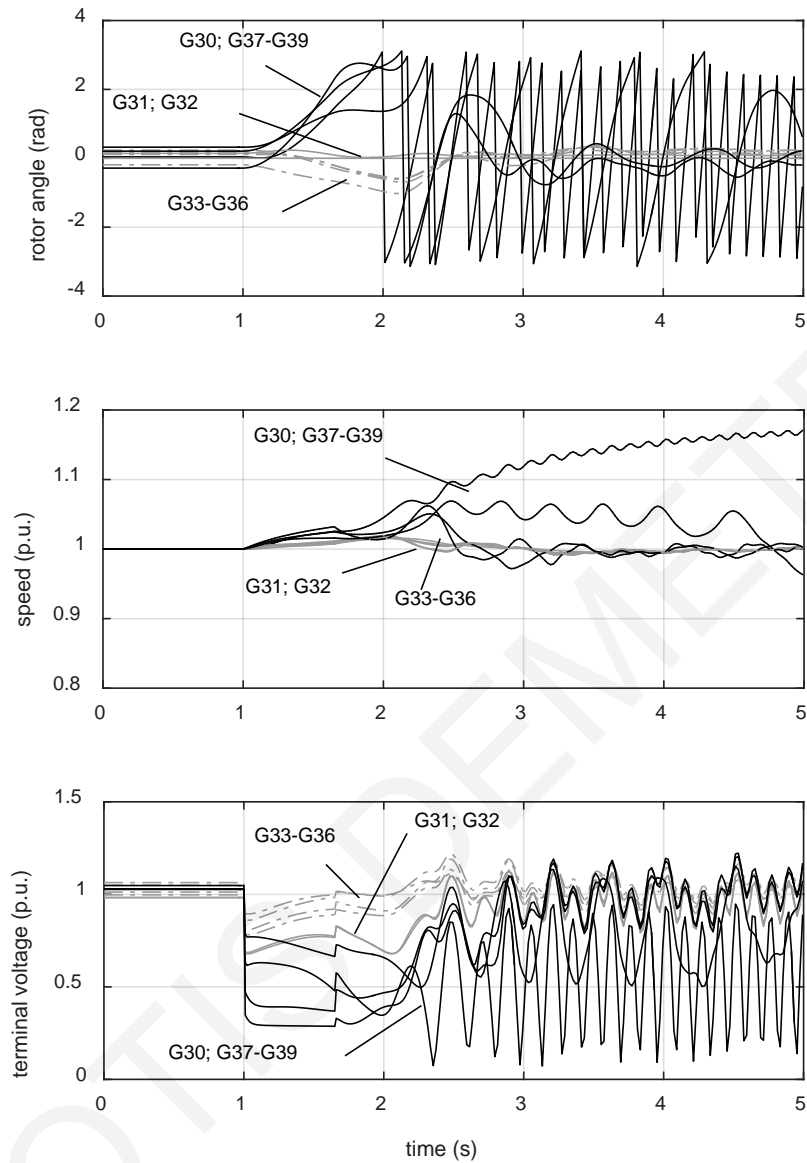 4
2
0
-2
-4
rotor angle (rad)
G30; G37-G39
G31; G32
G33-G36
0 1 2 3 4 5
1.2
1.1
1
0.9
0.8
speed (p.u.)
G30; G37-G39
G31; G32
G33-G36
0 1 2 3 4 5
1.5
1
0.5
0
terminal voltage (p.u.)
G33-G36
G31; G32
G30; G37-G39
0 1 2 3 4 5
time (s)
OTIS DEMET